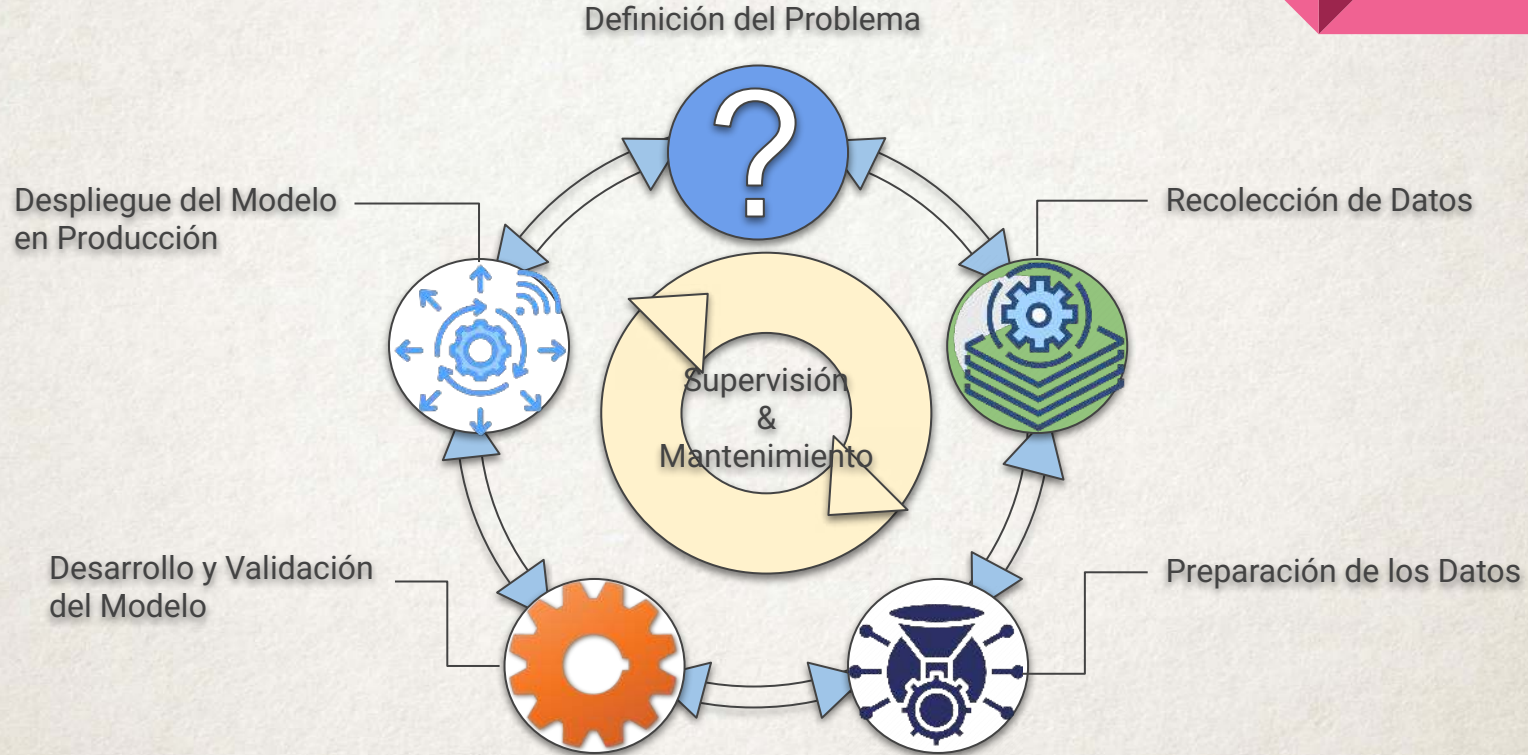 Definición del Problema
Despliegue del Modelo
en Producción
Recolección de Datos
Supervisión
&
Mantenimiento
Desarrollo y Validación
del Modelo
Preparación de los Datos
?